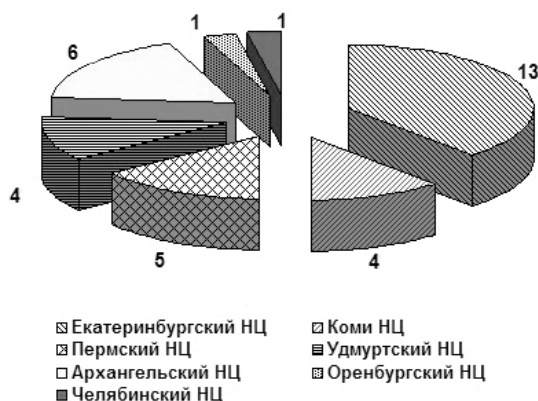 1 1
6
13
4
5 4
Екатеринбургский НЦ Коми НЦ
Пермский НЦ Удмуртский НЦ
Архангельский НЦ Оренбургский НЦ
Челябинский НЦ